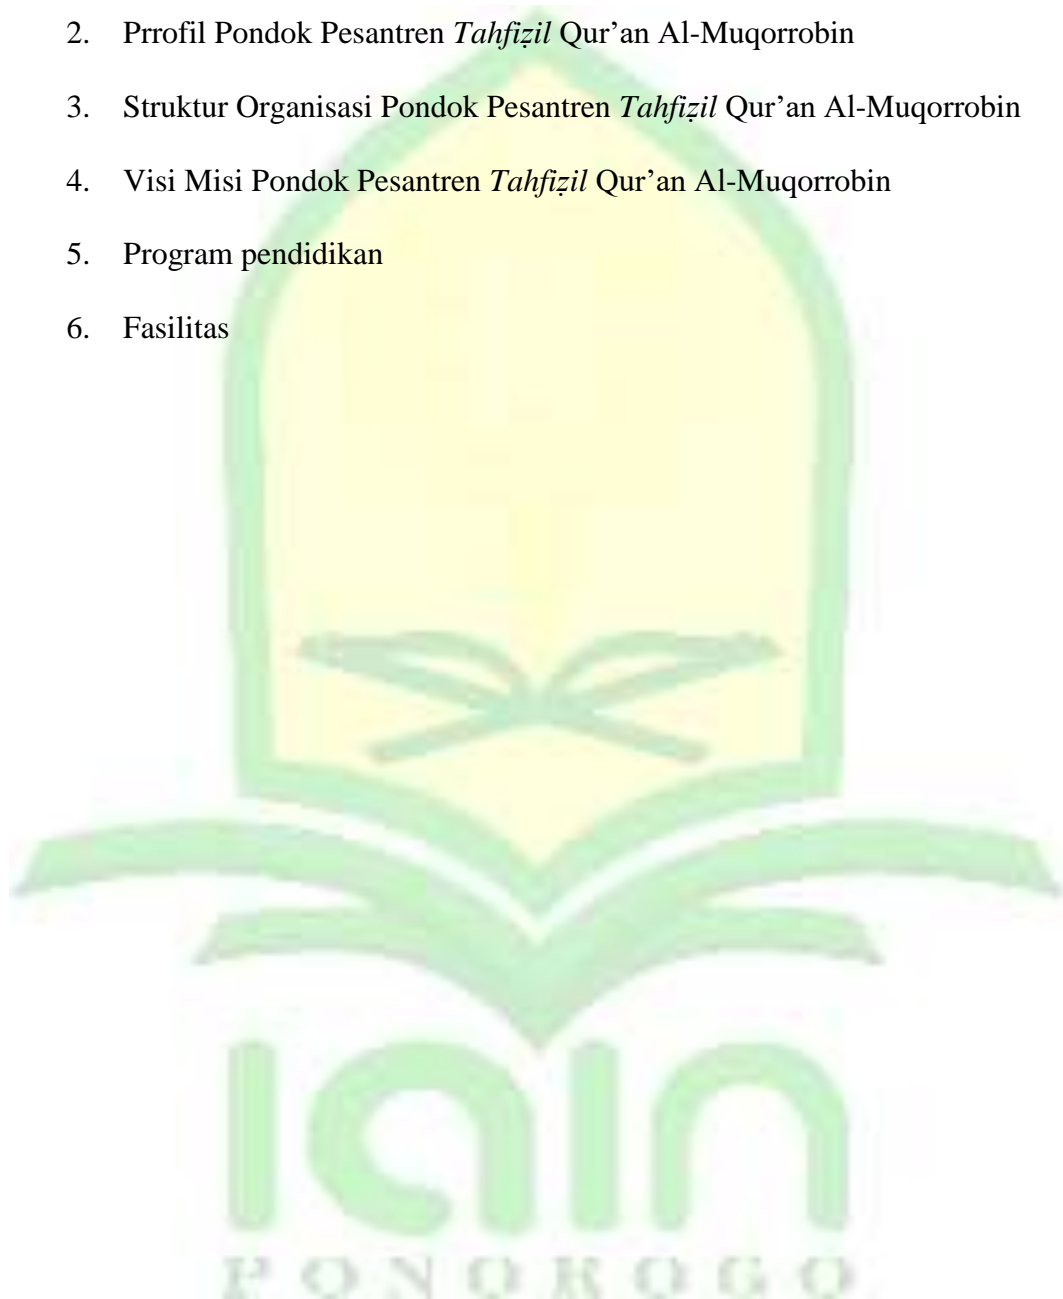 2. Prrofil Pondok Pesantren Tahfiẓil Qur’an Al-Muqorrobin
3. Struktur Organisasi Pondok Pesantren Tahfiẓil Qur’an Al-Muqorrobin
4. Visi Misi Pondok Pesantren Tahfiẓil Qur’an Al-Muqorrobin
5. Program pendidikan
6. Fasilitas
iain
PONOROGO